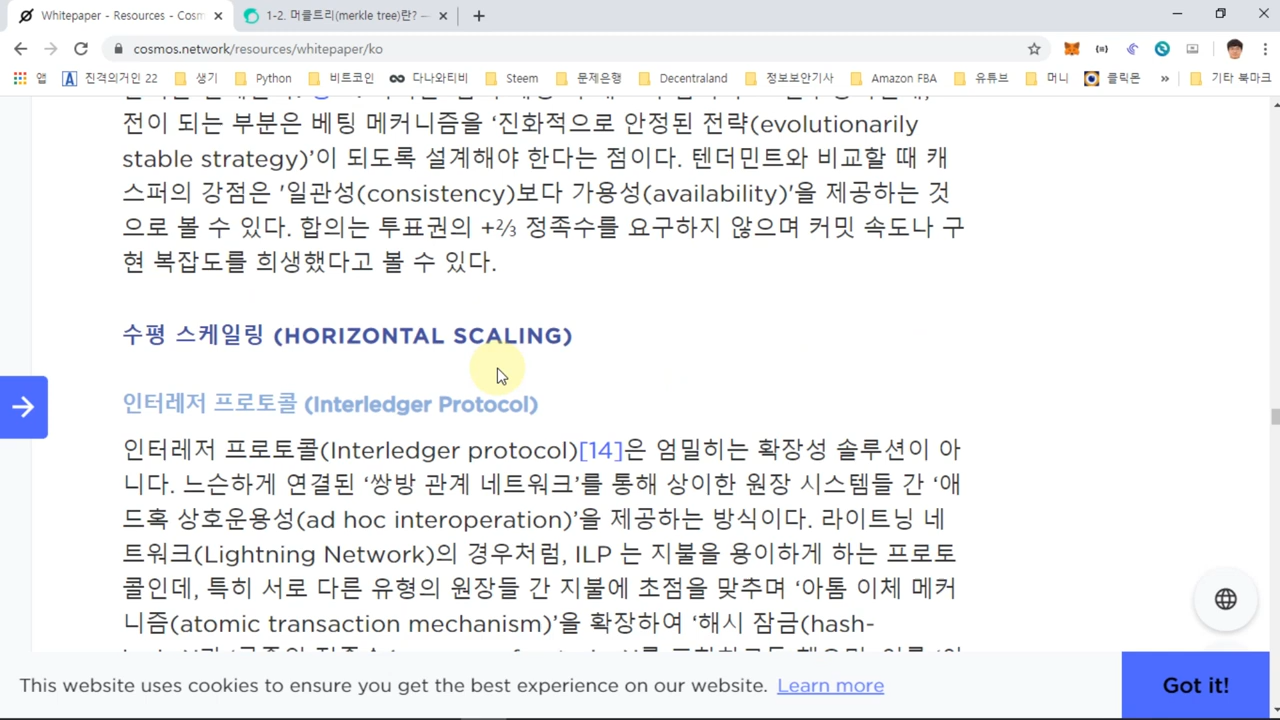 Whitepaper - Resources - Cosm
1-2. 머클트리(merkle tree)란? —
cosmos.network/resources/whitepaper/ko
앱 진격의거인 22 생기 Python 비트코인 다나와티비 Steem 문제은행 Decentraland 정보보안기사 Amazon FBA 유튜브 머니 클릭몬 » 기타 북마크
전이 되는 부분은 베팅 메커니즘을 ‘진화적으로 안정된 전략(evolutionarily
stable strategy)’이 되도록 설계해야 한다는 점이다. 텐더민트와 비교할 때 캐
스퍼의 강점은 '일관성(consistency)보다 가용성(availability)'을 제공하는 것
으로 볼 수 있다. 합의는 투표권의 +⅔ 정족수를 요구하지 않으며 커밋 속도나 구
현 복잡도를 희생했다고 볼 수 있다.
수평 스케일링 (HORIZONTAL SCALING)
인터레저 프로토콜 (Interledger Protocol)
인터레저 프로토콜(Interledger protocol)[14]은 엄밀히는 확장성 솔루션이 아
니다. 느슨하게 연결된 ‘쌍방 관계 네트워크’를 통해 상이한 원장 시스템들 간 ‘애
드혹 상호운용성(ad hoc interoperation)’을 제공하는 방식이다. 라이트닝 네
트워크(Lightning Network)의 경우처럼, ILP 는 지불을 용이하게 하는 프로토
콜인데, 특히 서로 다른 유형의 원장들 간 지불에 초점을 맞추며 ‘아톰 이체 메커
니즘(atomic transaction mechanism)’을 확장하여 ‘해시 잠금(hash-
This website uses cookies to ensure you get the best experience on our website. Learn more
Got it!